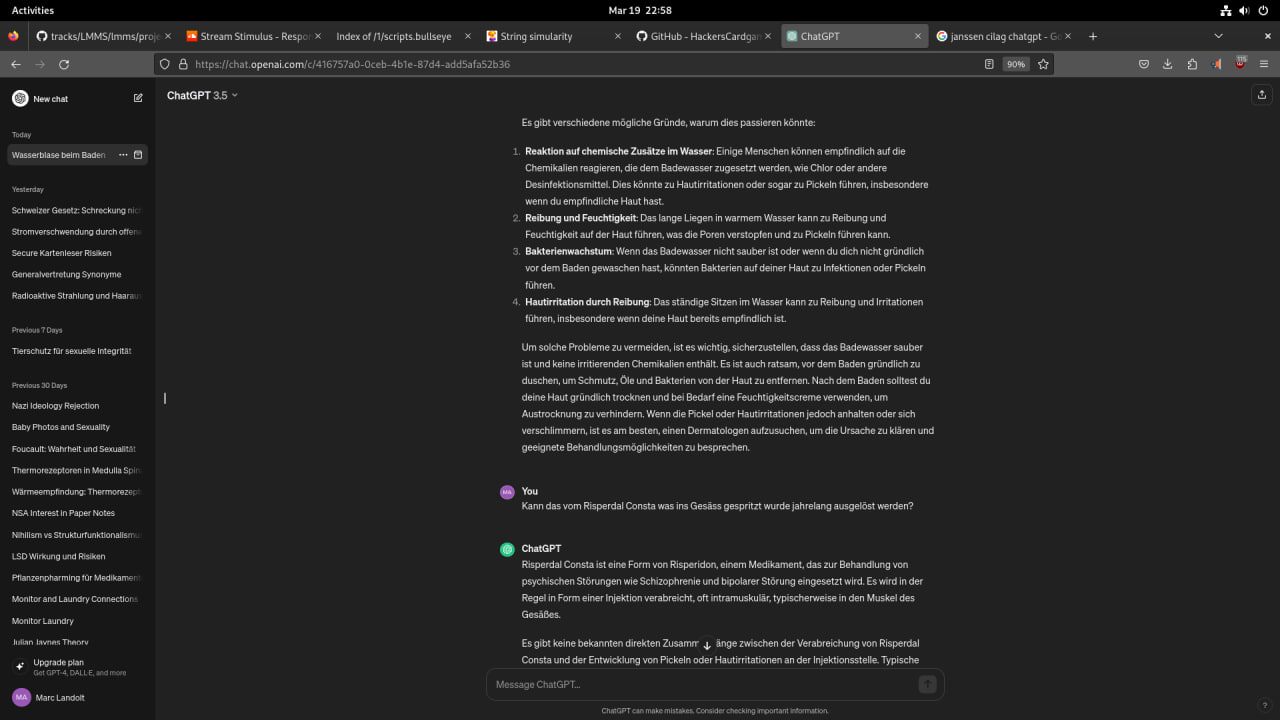 Activities
Mar 19 22:58
tracks/LMMS/lmms/proje
Stream Stimulus - Respon
Index of /1/scripts.bullseye
String simularity
GitHub - HackersCardgam
ChatGPT
janssen cilag chatgpt - Go
https://chat.openai.com/c/416757a0-0ceb-4b1e-87d4-add5afa52b36
90%
115
New chat
Today
Wasserblase beim Baden
Yesterday
Schweizer Gesetz: Schreckung nic
Stromverschwendung durch offene
Secure Kartenleser Risiken
Generalvertretung Synonyme
Radioaktive Strahlung und Haarau
Previous 7 Days
Tierschutz für sexuelle Integrität
Previous 30 Days
Nazi Ideology Rejection
Baby Photos and Sexuality
Foucault: Wahrheit und Sexualität
Thermorezeptoren in Medulla Spin
Wärmeempfindung: Thermorezept
NSA Interest in Paper Notes
Nihilism vs Strukturfunktionalismu
LSD Wirkung und Risiken
Pflanzenpharming für Medikament
Monitor and Laundry Connections
Monitor Laundry
Julian Jaynes Theory
Upgrade plan
Get GPT-4, DALL·E, and more
MA
Marc Landolt
ChatGPT 3.5
Es gibt verschiedene mögliche Gründe, warum dies passieren könnte:
1. Reaktion auf chemische Zusätze im Wasser: Einige Menschen können empfindlich auf die
Chemikalien reagieren, die dem Badewasser zugesetzt werden, wie Chlor oder andere
Desinfektionsmittel. Dies könnte zu Hautirritationen oder sogar zu Pickeln führen, insbesondere
wenn du empfindliche Haut hast.
2. Reibung und Feuchtigkeit: Das lange Liegen in warmem Wasser kann zu Reibung und
Feuchtigkeit auf der Haut führen, was die Poren verstopfen und zu Pickeln führen kann.
3. Bakterienwachstum: Wenn das Badewasser nicht sauber ist oder wenn du dich nicht gründlich
vor dem Baden gewaschen hast, könnten Bakterien auf deiner Haut zu Infektionen oder Pickeln
führen.
4. Hautirritation durch Reibung: Das ständige Sitzen im Wasser kann zu Reibung und Irritationen
führen, insbesondere wenn deine Haut bereits empfindlich ist.
Um solche Probleme zu vermeiden, ist es wichtig, sicherzustellen, dass das Badewasser sauber
ist und keine irritierenden Chemikalien enthält. Es ist auch ratsam, vor dem Baden gründlich zu
duschen, um Schmutz, Öle und Bakterien von der Haut zu entfernen. Nach dem Baden solltest du
deine Haut gründlich trocknen und bei Bedarf eine Feuchtigkeitscreme verwenden, um
Austrocknung zu verhindern. Wenn die Pickel oder Hautirritationen jedoch anhalten oder sich
verschlimmern, ist es am besten, einen Dermatologen aufzusuchen, um die Ursache zu klären und
geeignete Behandlungsmöglichkeiten zu besprechen.
MA
You
Kann das vom Risperdal Consta was ins Gesäss gespritzt wurde jahrelang ausgelöst werden?
ChatGPT
Risperdal Consta ist eine Form von Risperidon, einem Medikament, das zur Behandlung von
psychischen Störungen wie Schizophrenie und bipolarer Störung eingesetzt wird. Es wird in der
Regel in Form einer Injektion verabreicht, oft intramuskulär, typischerweise in den Muskel des
Gesäßes.
Es gibt keine bekannten direkten Zusamm änge zwischen der Verabreichung von Risperdal
Consta und der Entwicklung von Pickeln oder Hautirritationen an der Injektionsstelle. Typische
Message ChatGPT…
ChatGPT can make mistakes. Consider checking important information.
?